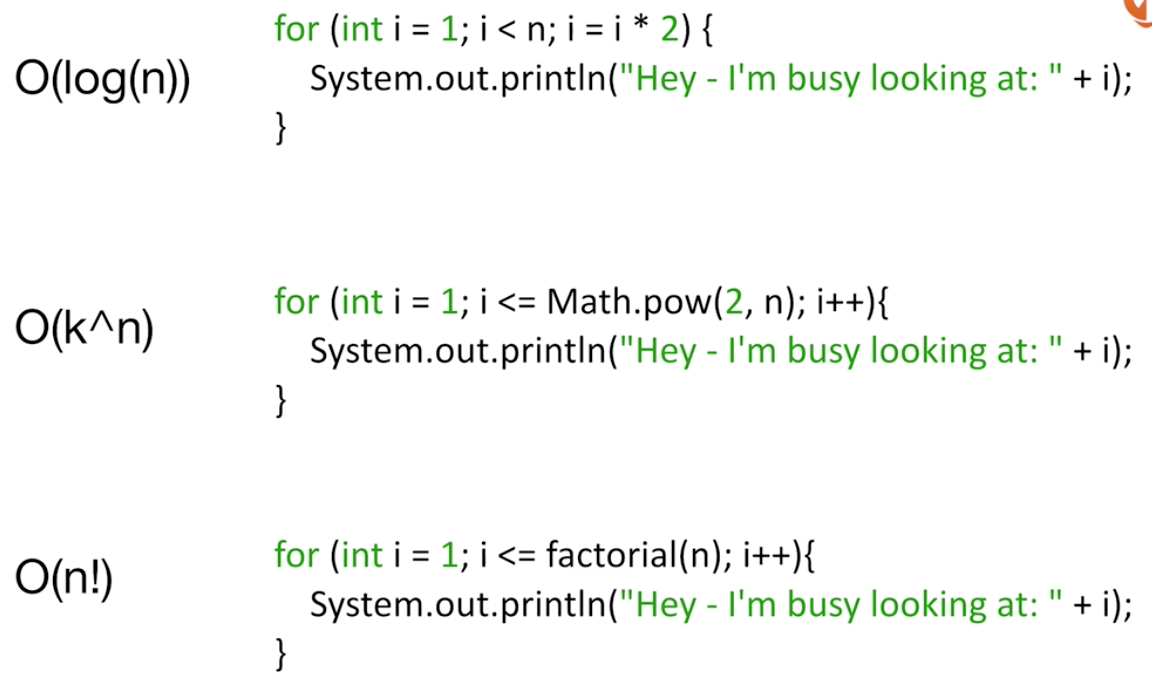 O(log(n))
for (int i = 1; i < n; i = i * 2) {
System.out.println("Hey - I'm busy looking at: " + i);
}
O(k^n)
for (int i = 1; i <= Math.pow(2, n); i++){
System.out.println("Hey - I'm busy looking at: " + i);
}
O(n!)
for (int i = 1; i <= factorial(n); i++){
System.out.println("Hey - I'm busy looking at: " + i);
}